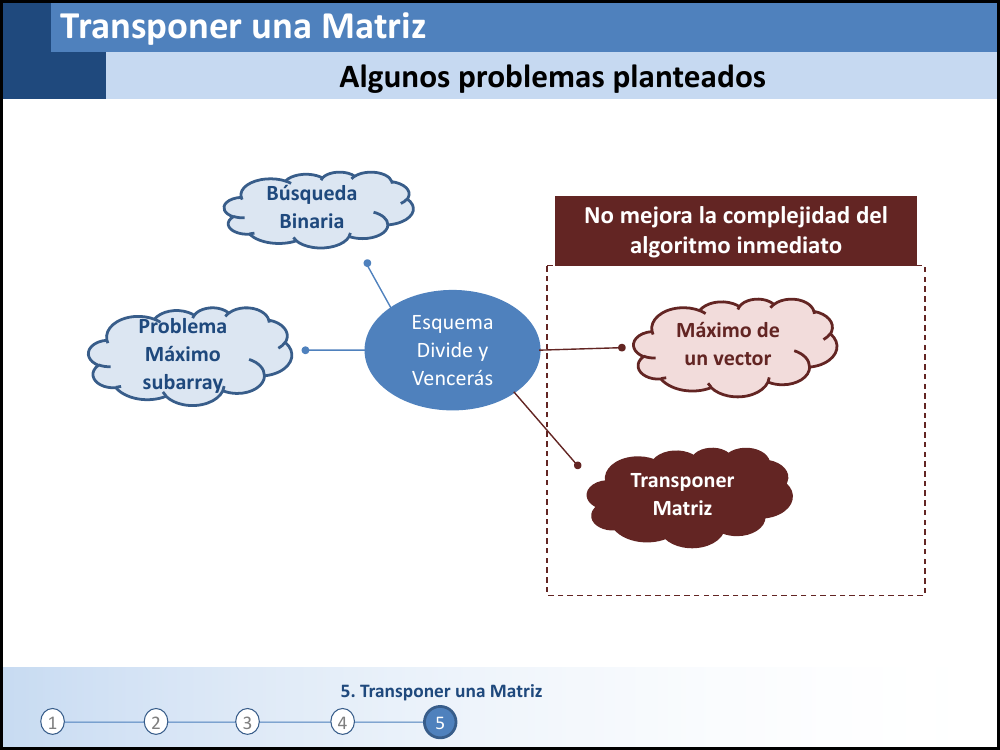 Transponer una Matriz
Algunos problemas planteados
Búsqueda
Binaria
No mejora la complejidad del
algoritmo inmediato
Problema
Máximo
subarray
Esquema
Divide y
Vencerás
Máximo de
un vector
Transponer
Matriz
5. Transponer una Matriz
1 2 3 4 5